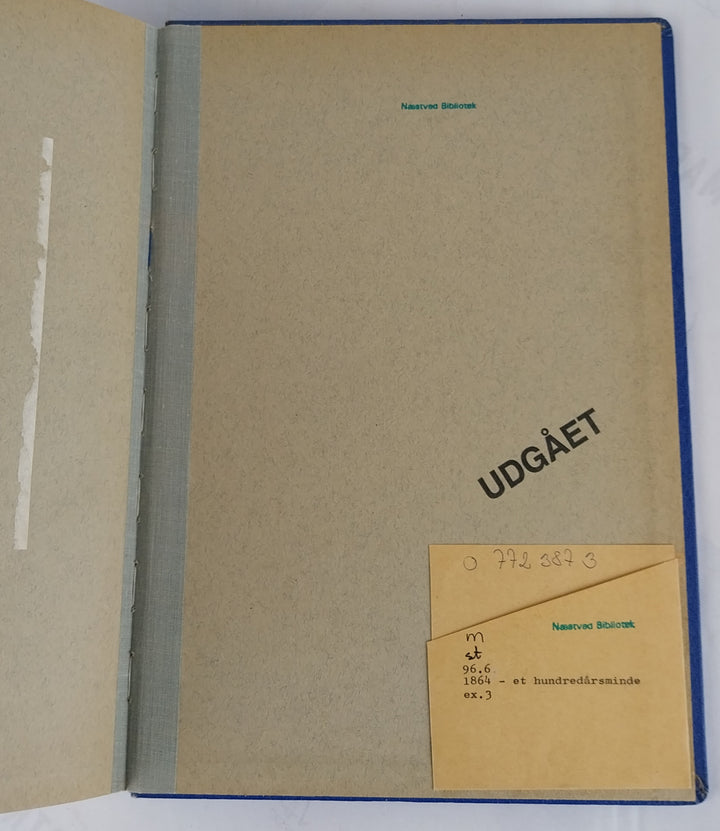 Næstved Bibliotek
UDGÅET
0 772 387 3
Næstved Bibliotek
m
st
96.6
1864 - et hundredårsminde
ex.3